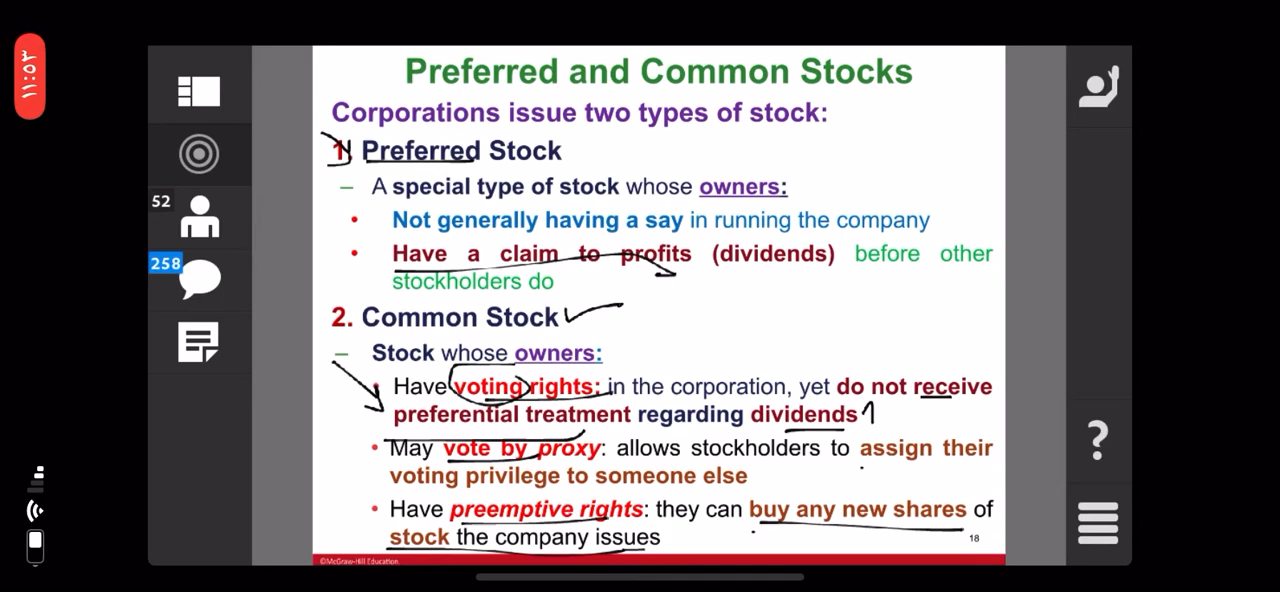 ١١:٥٣
52
258
Preferred and Common Stocks
Corporations issue two types of stock:
1. Preferred Stock
– A special type of stock whose owners:
• Not generally having a say in running the company
• Have a claim to profits (dividends) before other
stockholders do
2. Common Stock
– Stock whose owners:
• Have voting rights: in the corporation, yet do not receive
preferential treatment regarding dividends
• May vote by proxy: allows stockholders to assign their
voting privilege to someone else
• Have preemptive rights: they can buy any new shares of
stock the company issues
18
©McGraw-Hill Education.
?